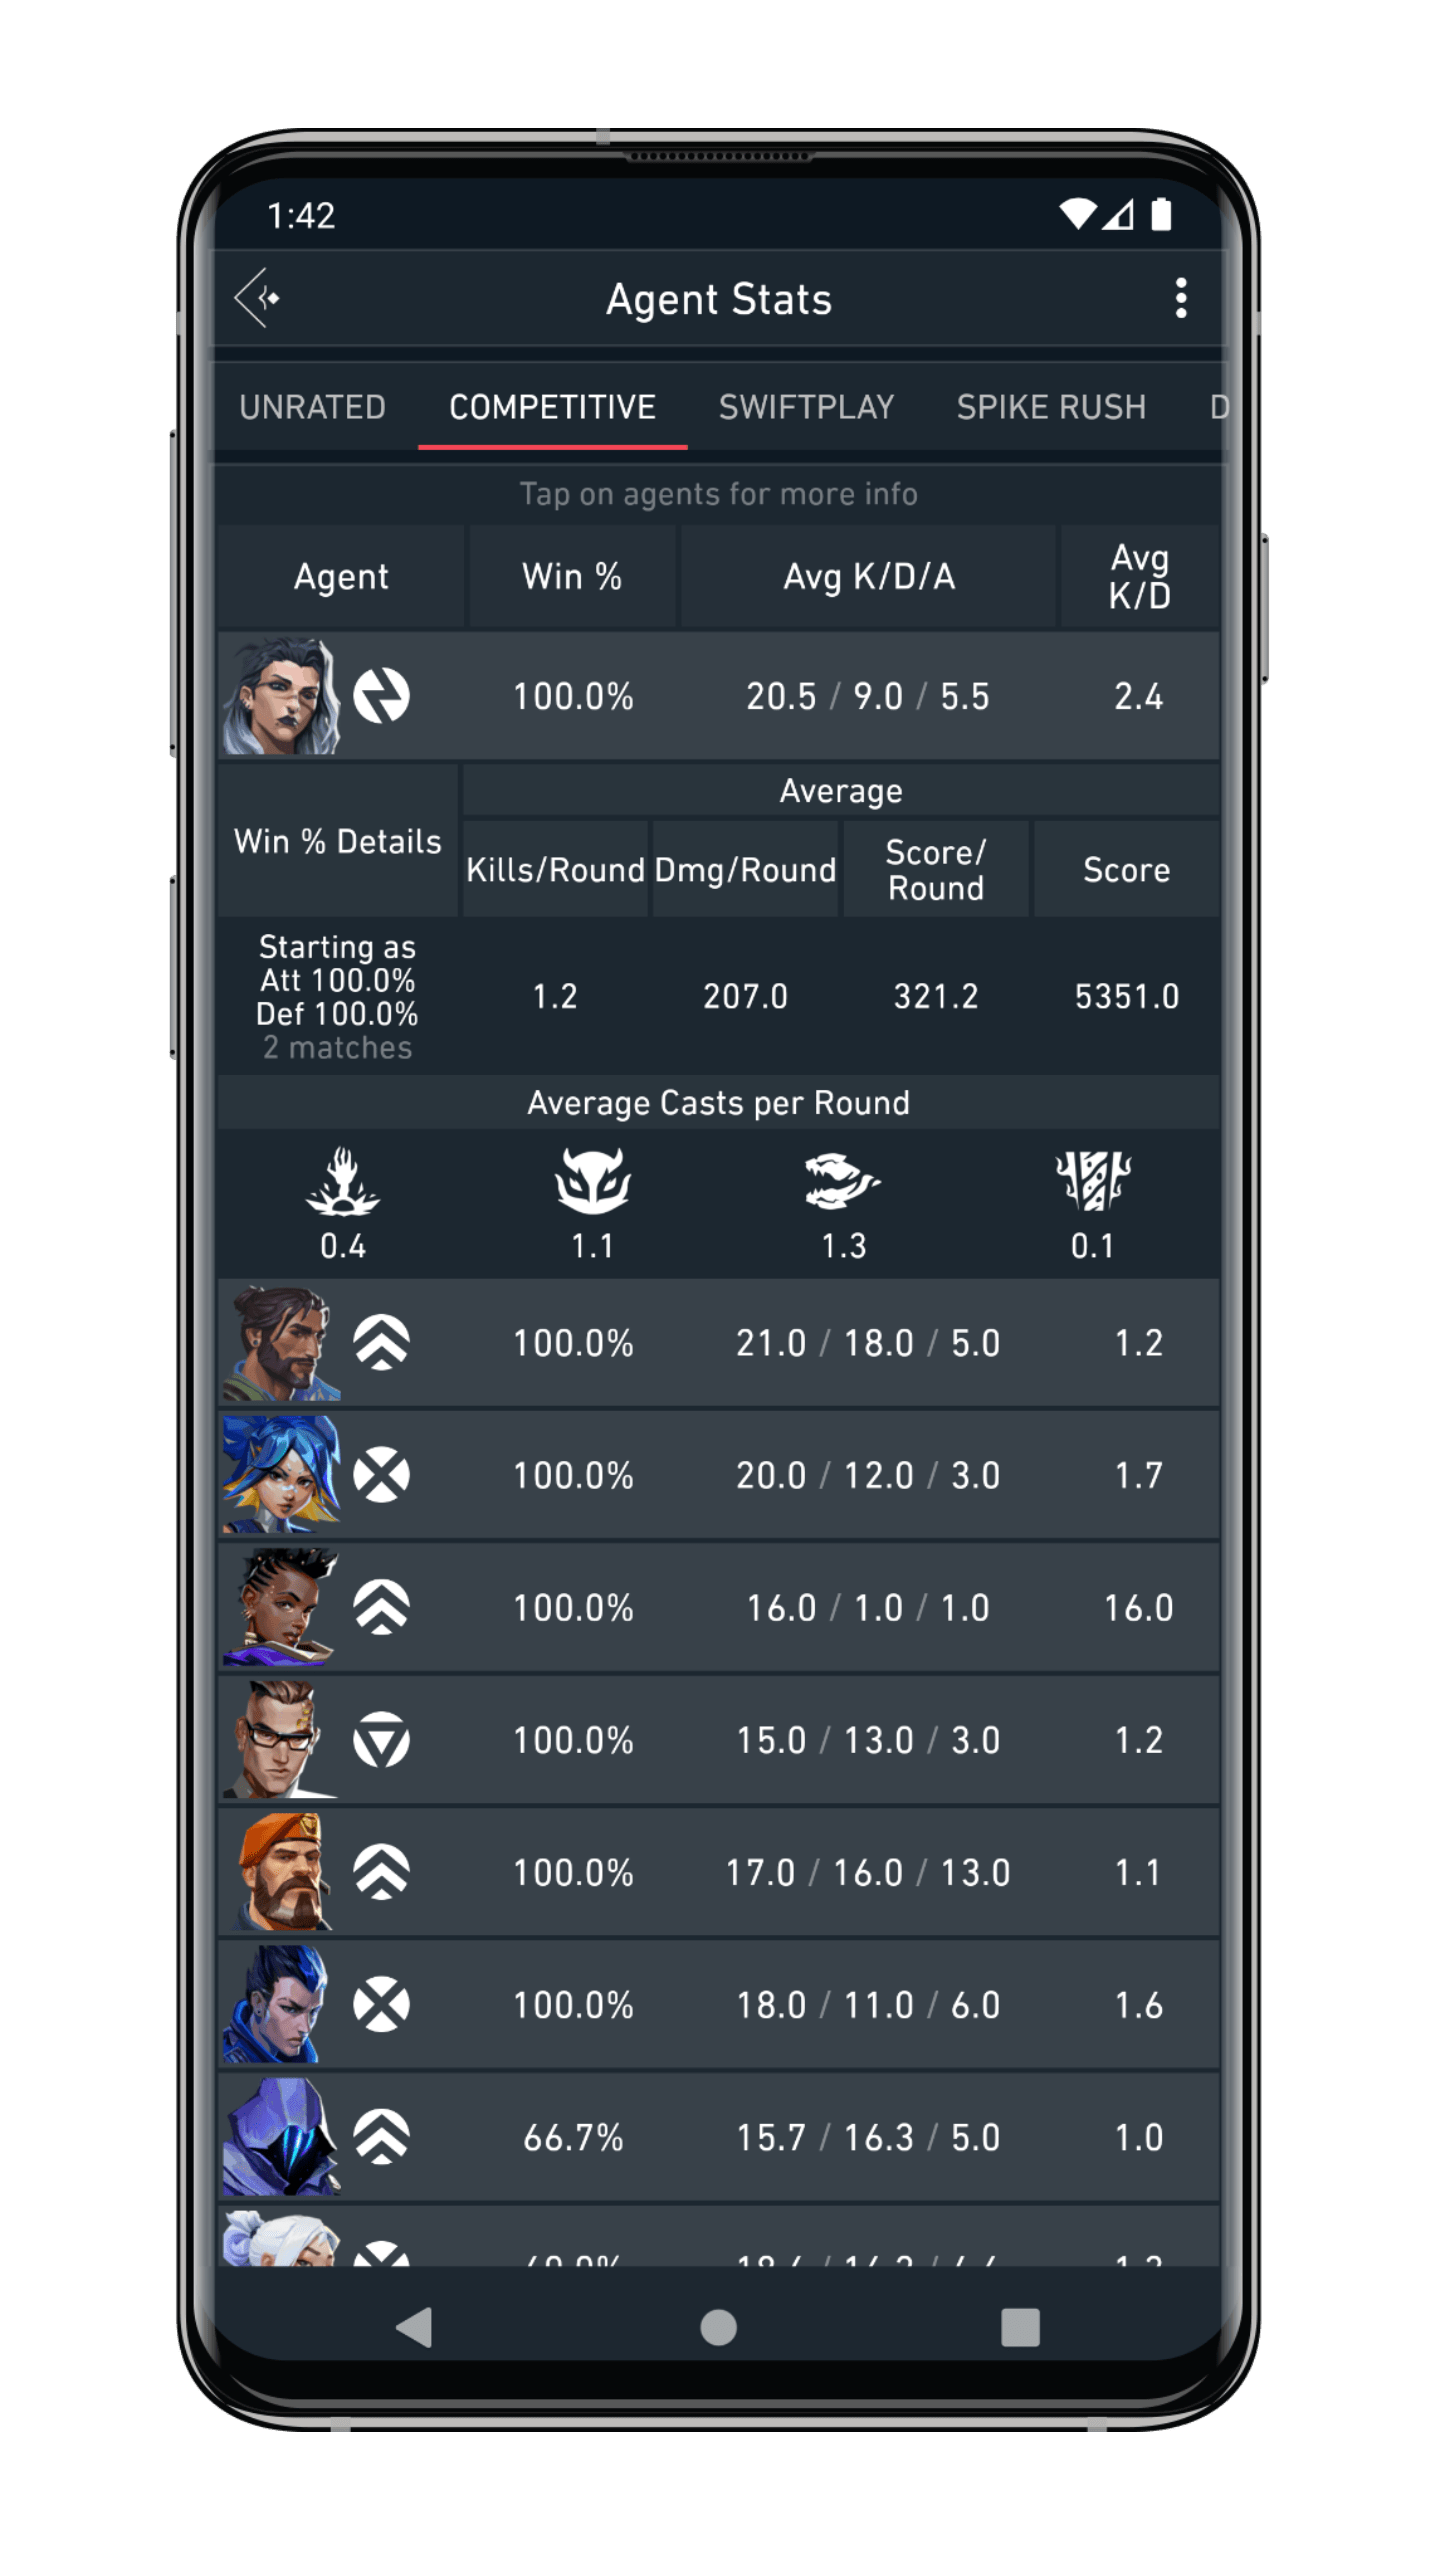 1:42
Agent Stats
UNRATED COMPETITIVE SWIFTPLAY SPIKE RUSH D
Tap on agents for more info
Agent Win % Avg K/D/A Avg K/D
100.0% 20.5 / 9.0 / 5.5 2.4
Average
Win % Details
Kills/Round Dmg/Round Score/ Round Score
Starting as
Att 100.0%
Def 100.0%
2 matches
1.2 207.0 321.2 5351.0
Average Casts per Round
0.4 1.1 1.3 0.1
100.0% 21.0 / 18.0 / 5.0 1.2
100.0% 20.0 / 12.0 / 3.0 1.7
100.0% 16.0 / 1.0 / 1.0 16.0
100.0% 15.0 / 13.0 / 3.0 1.2
100.0% 17.0 / 16.0 / 13.0 1.1
100.0% 18.0 / 11.0 / 6.0 1.6
66.7% 15.7 / 16.3 / 5.0 1.0